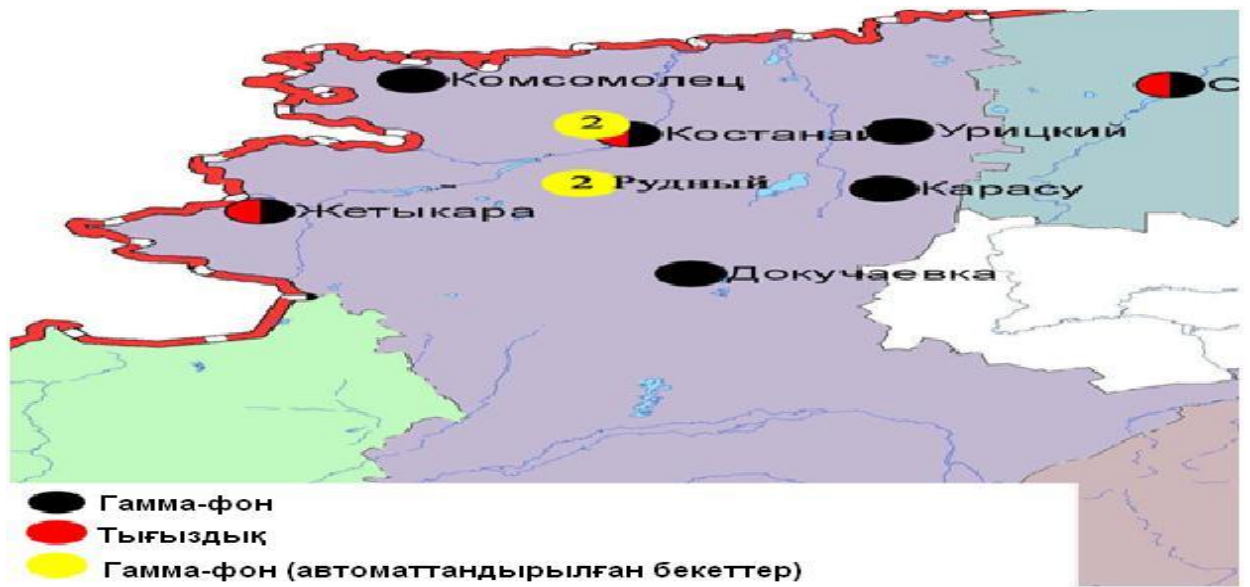 Комсомолец
С
2 Костанай Урицкий
2 Рудный Карасу
Жетыкара
Докучаевка
Гамма-фон
Тығыздық
Гамма-фон (автоматтандырылған бекеттер)